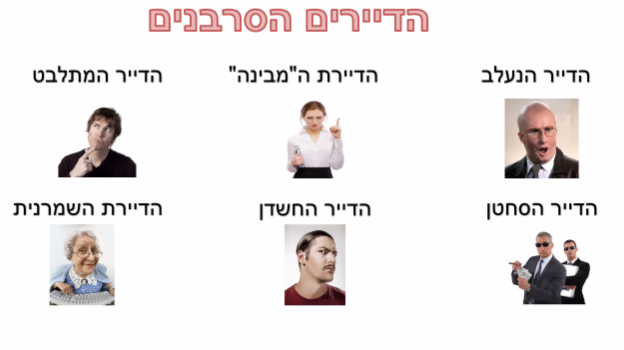 הדיירים הסרבנים
הדייר הנעלב
הדיירת ה"מבינה"
הדייר המתלבט
הדייר הסחטן
הדייר החשדן
הדיירת השמרנית